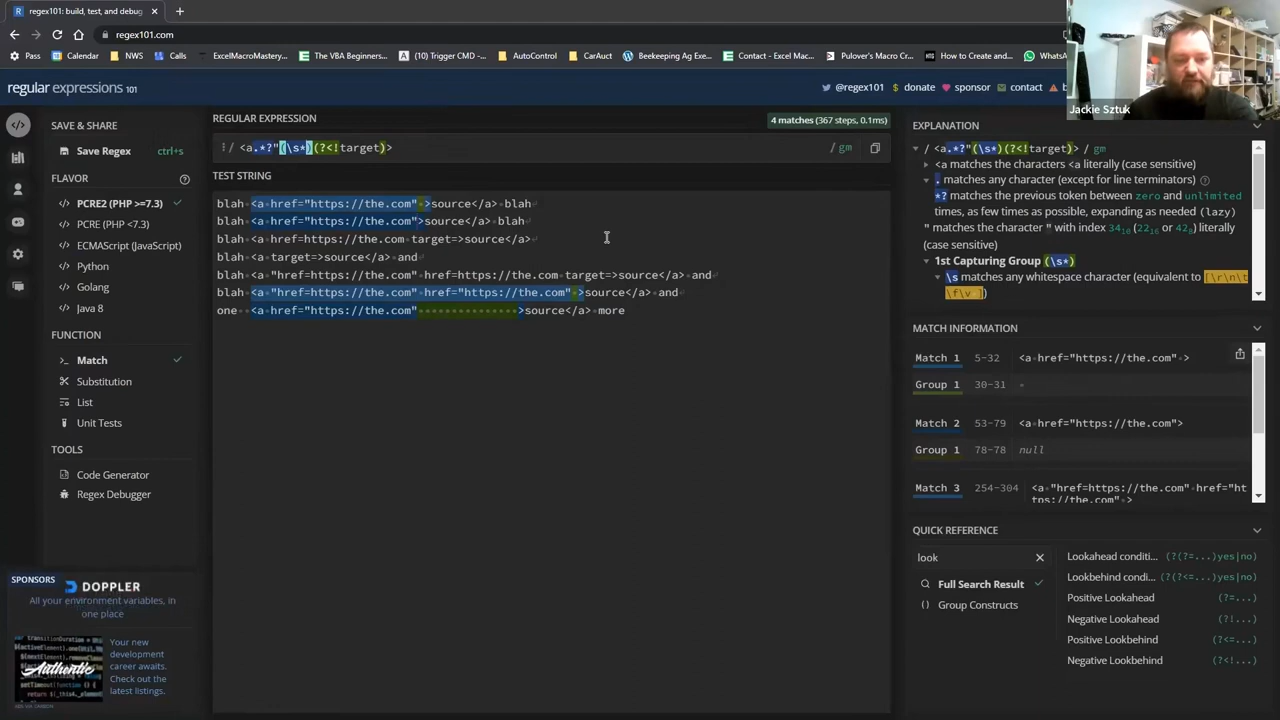 regular expressions 101 - build, test, and debug
regex101.com
Pass
Calendar
NWS
Calls
ExcelMacroMastery...
The VBA Beginners...
(10) Trigger CMD -...
AutoControl
CarAuct
Beekeeping Ag Exe...
Contact - Excel Mac...
Pulover's Macro Cr...
How to Create and...
WhatsA
Jackie Sztuk
regular expressions 101
@regex101
donate
sponsor
contact
SAVE & SHARE
Save Regex
ctrl+s
FLAVOR
PCRE2 (PHP >=7.3)
PCRE (PHP <7.3)
ECMAScript (JavaScript)
Python
Golang
Java 8
FUNCTION
Match
Substitution
List
Unit Tests
TOOLS
Code Generator
Regex Debugger
SPONSORS
DOPPLER
All your environment variables, in
one place
Authentic
Your new
development
career awaits.
Check out the
latest listings.
REGULAR EXPRESSION
4 matches (367 steps, 0.1ms)
/ <a.*?"(\s*)(?<!target)> / gm
TEST STRING
blah <a href="https://the.com" >source</a> blah
blah <a href="https://the.com">source</a> blah
blah <a href=https://the.com target=>source</a>
blah <a target=>source</a> and
blah <a "href=https://the.com" href=https://the.com target=>source</a> and
blah <a "href=https://the.com" href="https://the.com" >source</a> and
one  <a href="https://the.com"               >source</a> more
EXPLANATION
/ <a.*?"(\s*)(?<!target)> / gm
<a matches the characters <a literally (case sensitive)
. matches any character (except for line terminators)
*? matches the previous token between zero and unlimited
times, as few times as possible, expanding as needed (lazy)
" matches the character " with index 34₁₀ (22₁₆ or 42₈) literally
(case sensitive)
1st Capturing Group (\s*)
\s matches any whitespace character (equivalent to [\r\n\t
\f\v ])
MATCH INFORMATION
Match 1 5-32 <a href="https://the.com" >
Group 1 30-31
Match 2 53-79 <a href="https://the.com">
Group 1 78-78 null
Match 3 254-304 <a "href=https://the.com" href="ht
tps://the.com" >
QUICK REFERENCE
look
Full Search Result
Group Constructs
Lookahead conditi... (?(?=...)yes|no)
Lookbehind condi... (?(?<=...)yes|no)
Positive Lookahead (?=...)
Negative Lookahead (?!...)
Positive Lookbehind (?<=...)
Negative Lookbehind (?<!...)